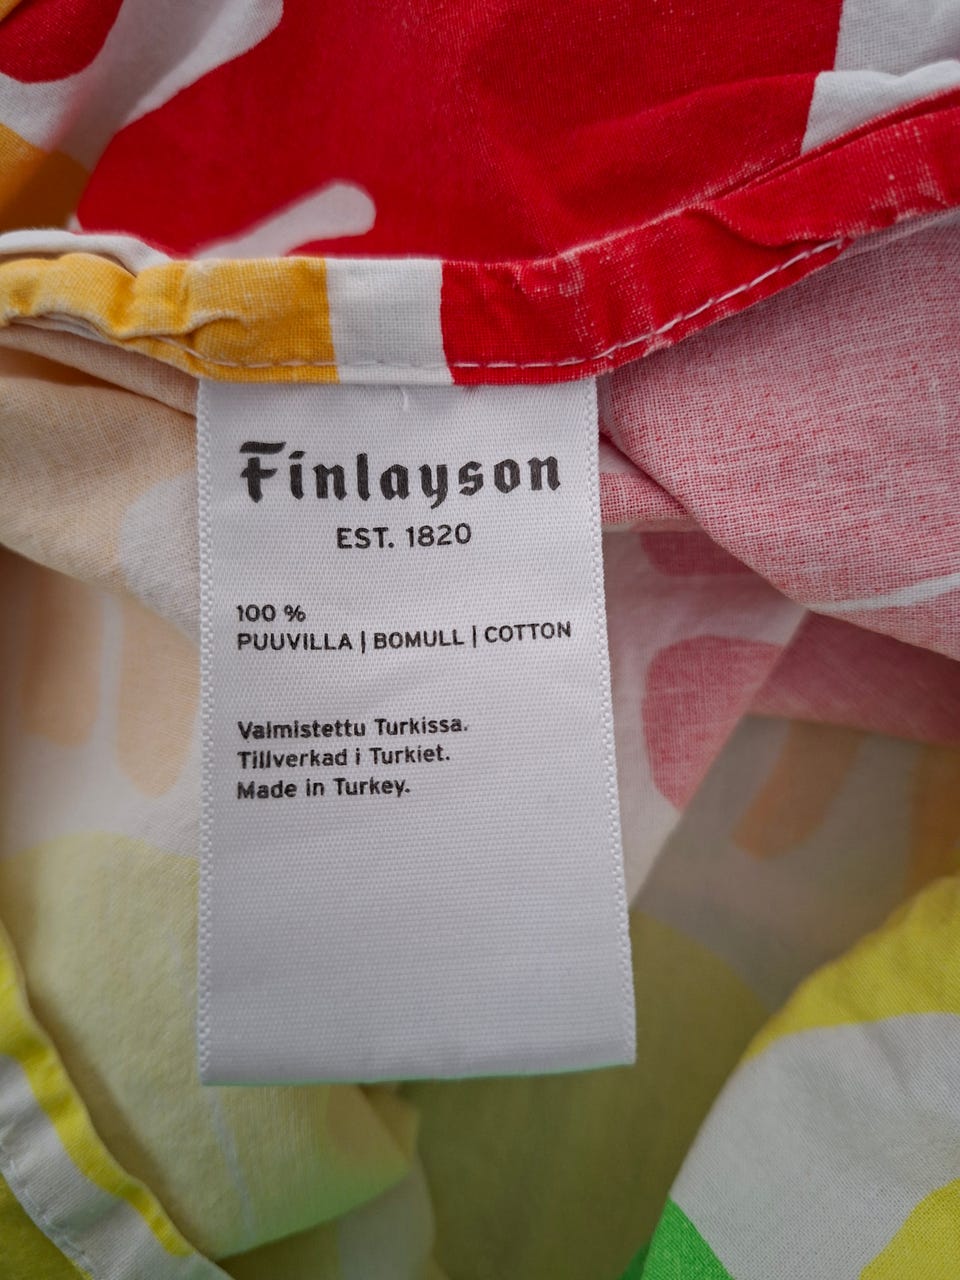 Finlayson
EST. 1820
100 %
PUUVILLA | BOMULL | COTTON
Valmistettu Turkissa.
Tillverkad i Turkiet.
Made in Turkey.